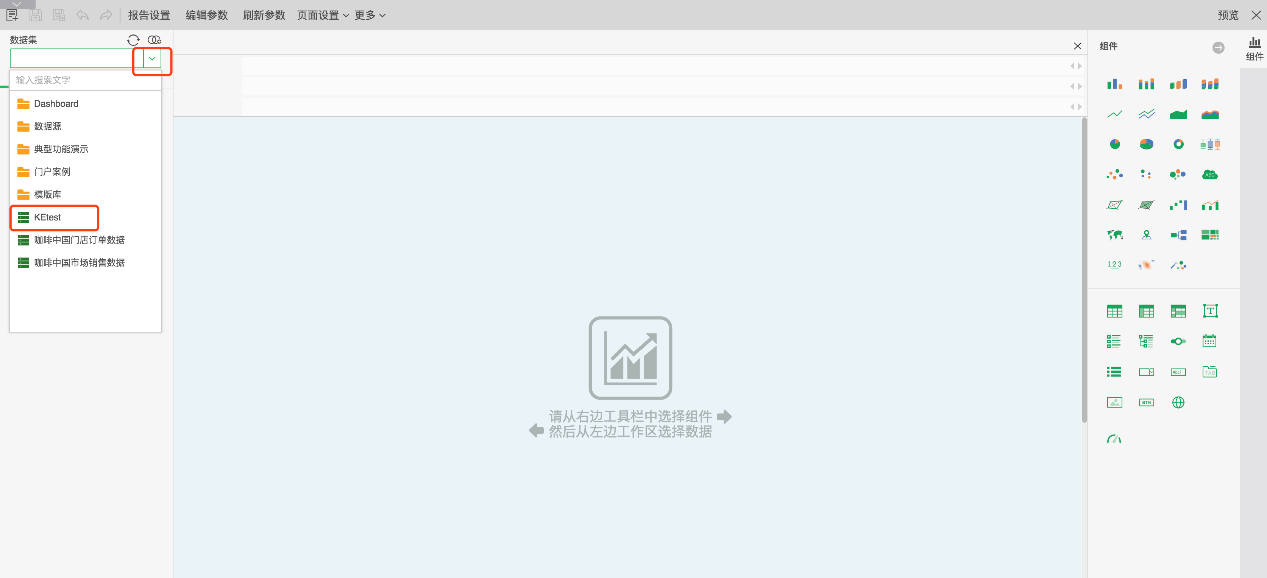 报告设置 编辑参数 刷新参数 页面设置 更多 预览
数据集
组件
组件
输入搜索文字
Dashboard
数据源
典型功能演示
门户案例
模版库
KEtest
咖啡中国门店订单数据
咖啡中国市场销售数据
请从右边工具栏中选择组件
然后从左边工作区选择数据
123